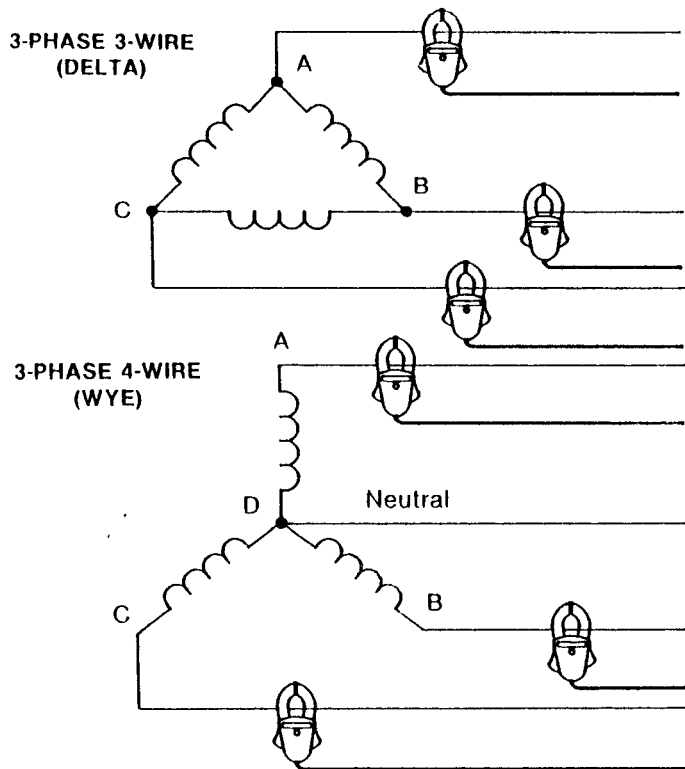 3-PHASE 3-WIRE
(DELTA)
A
B
C
A
3-PHASE 4-WIRE
(WYE)
D
Neutral
C
B